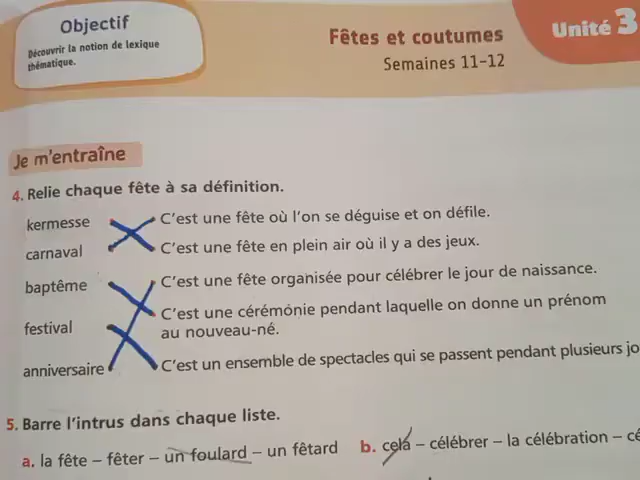 Objectif
Découvrir la notion de lexique
thématique.
Fêtes et coutumes
Semaines 11-12
Unité 3
Je m'entraîne
4. Relie chaque fête à sa définition.
kermesse
carnaval
baptême
festival
anniversaire
C'est une fête où l'on se déguise et on défile.
C'est une fête en plein air où il y a des jeux.
C'est une fête organisée pour célébrer le jour de naissance.
C'est une cérémonie pendant laquelle on donne un prénom
au nouveau-né.
C'est un ensemble de spectacles qui se passent pendant plusieurs jo
5. Barre l'intrus dans chaque liste.
a. la fête – fêter – un foulard – un fêtard
b. cela – célébrer – la célébration – cé